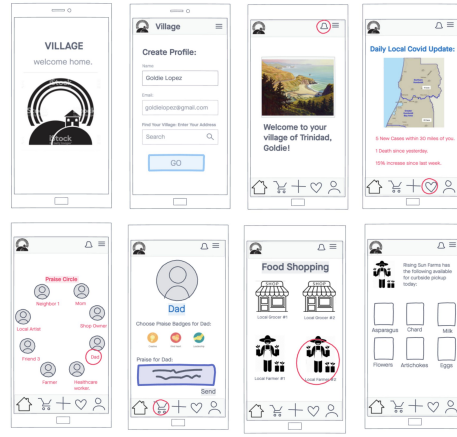 VILLAGE
welcome home.
iStock
Village
Create Profile:
Name:
Goldie Lopez
Email:
goldielopez@gmail.com
Find Your Village: Enter Your Address
Search
GO
Welcome to your
village of Trinidad,
Goldie!
Daily Local Covid Update:
5 New Cases within 30 miles of you.
1 Death since yesterday.
15% increase since last week.
Praise Circle
Neighbor 1
Mom
Local Artist
Shop Owner
Friend 3
Dad
Farmer
Healthcare
worker
Dad
Choose Praise Badges for Dad:
Praise for Dad:
Send
Food Shopping
SHOP
SHOP
Local Grocer #1
Local Grocer #2
Local Farmer #1
Local Farmer #2
Rising Sun Farms has
the following available
for curbside pickup
today:
Asparagus
Chard
Milk
Flowers
Artichokes
Eggs